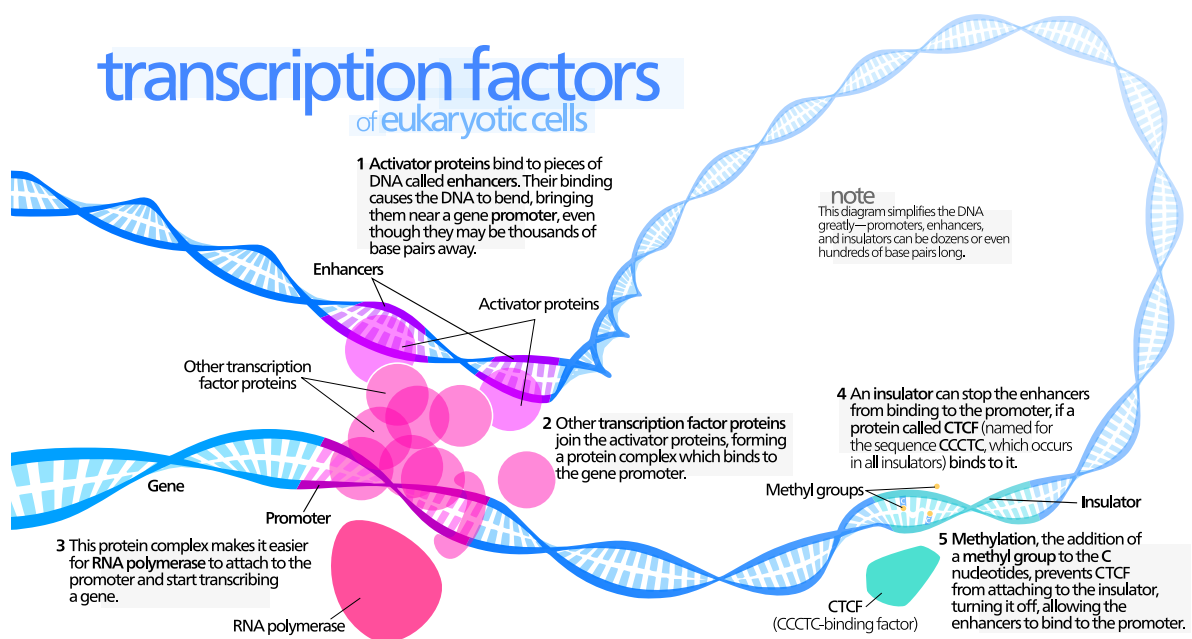 transcription factors
of eukaryotic cells
1 Activator proteins bind to pieces of
DNA called enhancers. Their binding
causes the DNA to bend, bringing
them near a gene promoter, even
though they may be thousands of
base pairs away.
note
This diagram simplifies the DNA
greatly—promoters, enhancers,
and insulators can be dozens or even
hundreds of base pairs long.
Enhancers
Activator proteins
Other transcription
factor proteins
2 Other transcription factor proteins
join the activator proteins, forming
a protein complex which binds to
the gene promoter.
4 An insulator can stop the enhancers
from binding to the promoter, if a
protein called CTCF (named for
the sequence CCCTC, which occurs
in all insulators) binds to it.
Gene
Promoter
Methyl groups
Insulator
3 This protein complex makes it easier
for RNA polymerase to attach to the
promoter and start transcribing
a gene.
RNA polymerase
5 Methylation, the addition of
a methyl group to the C
nucleotides, prevents CTCF
from attaching to the insulator,
turning it off, allowing the
enhancers to bind to the promoter.
CTCF
(CCCTC-binding factor)